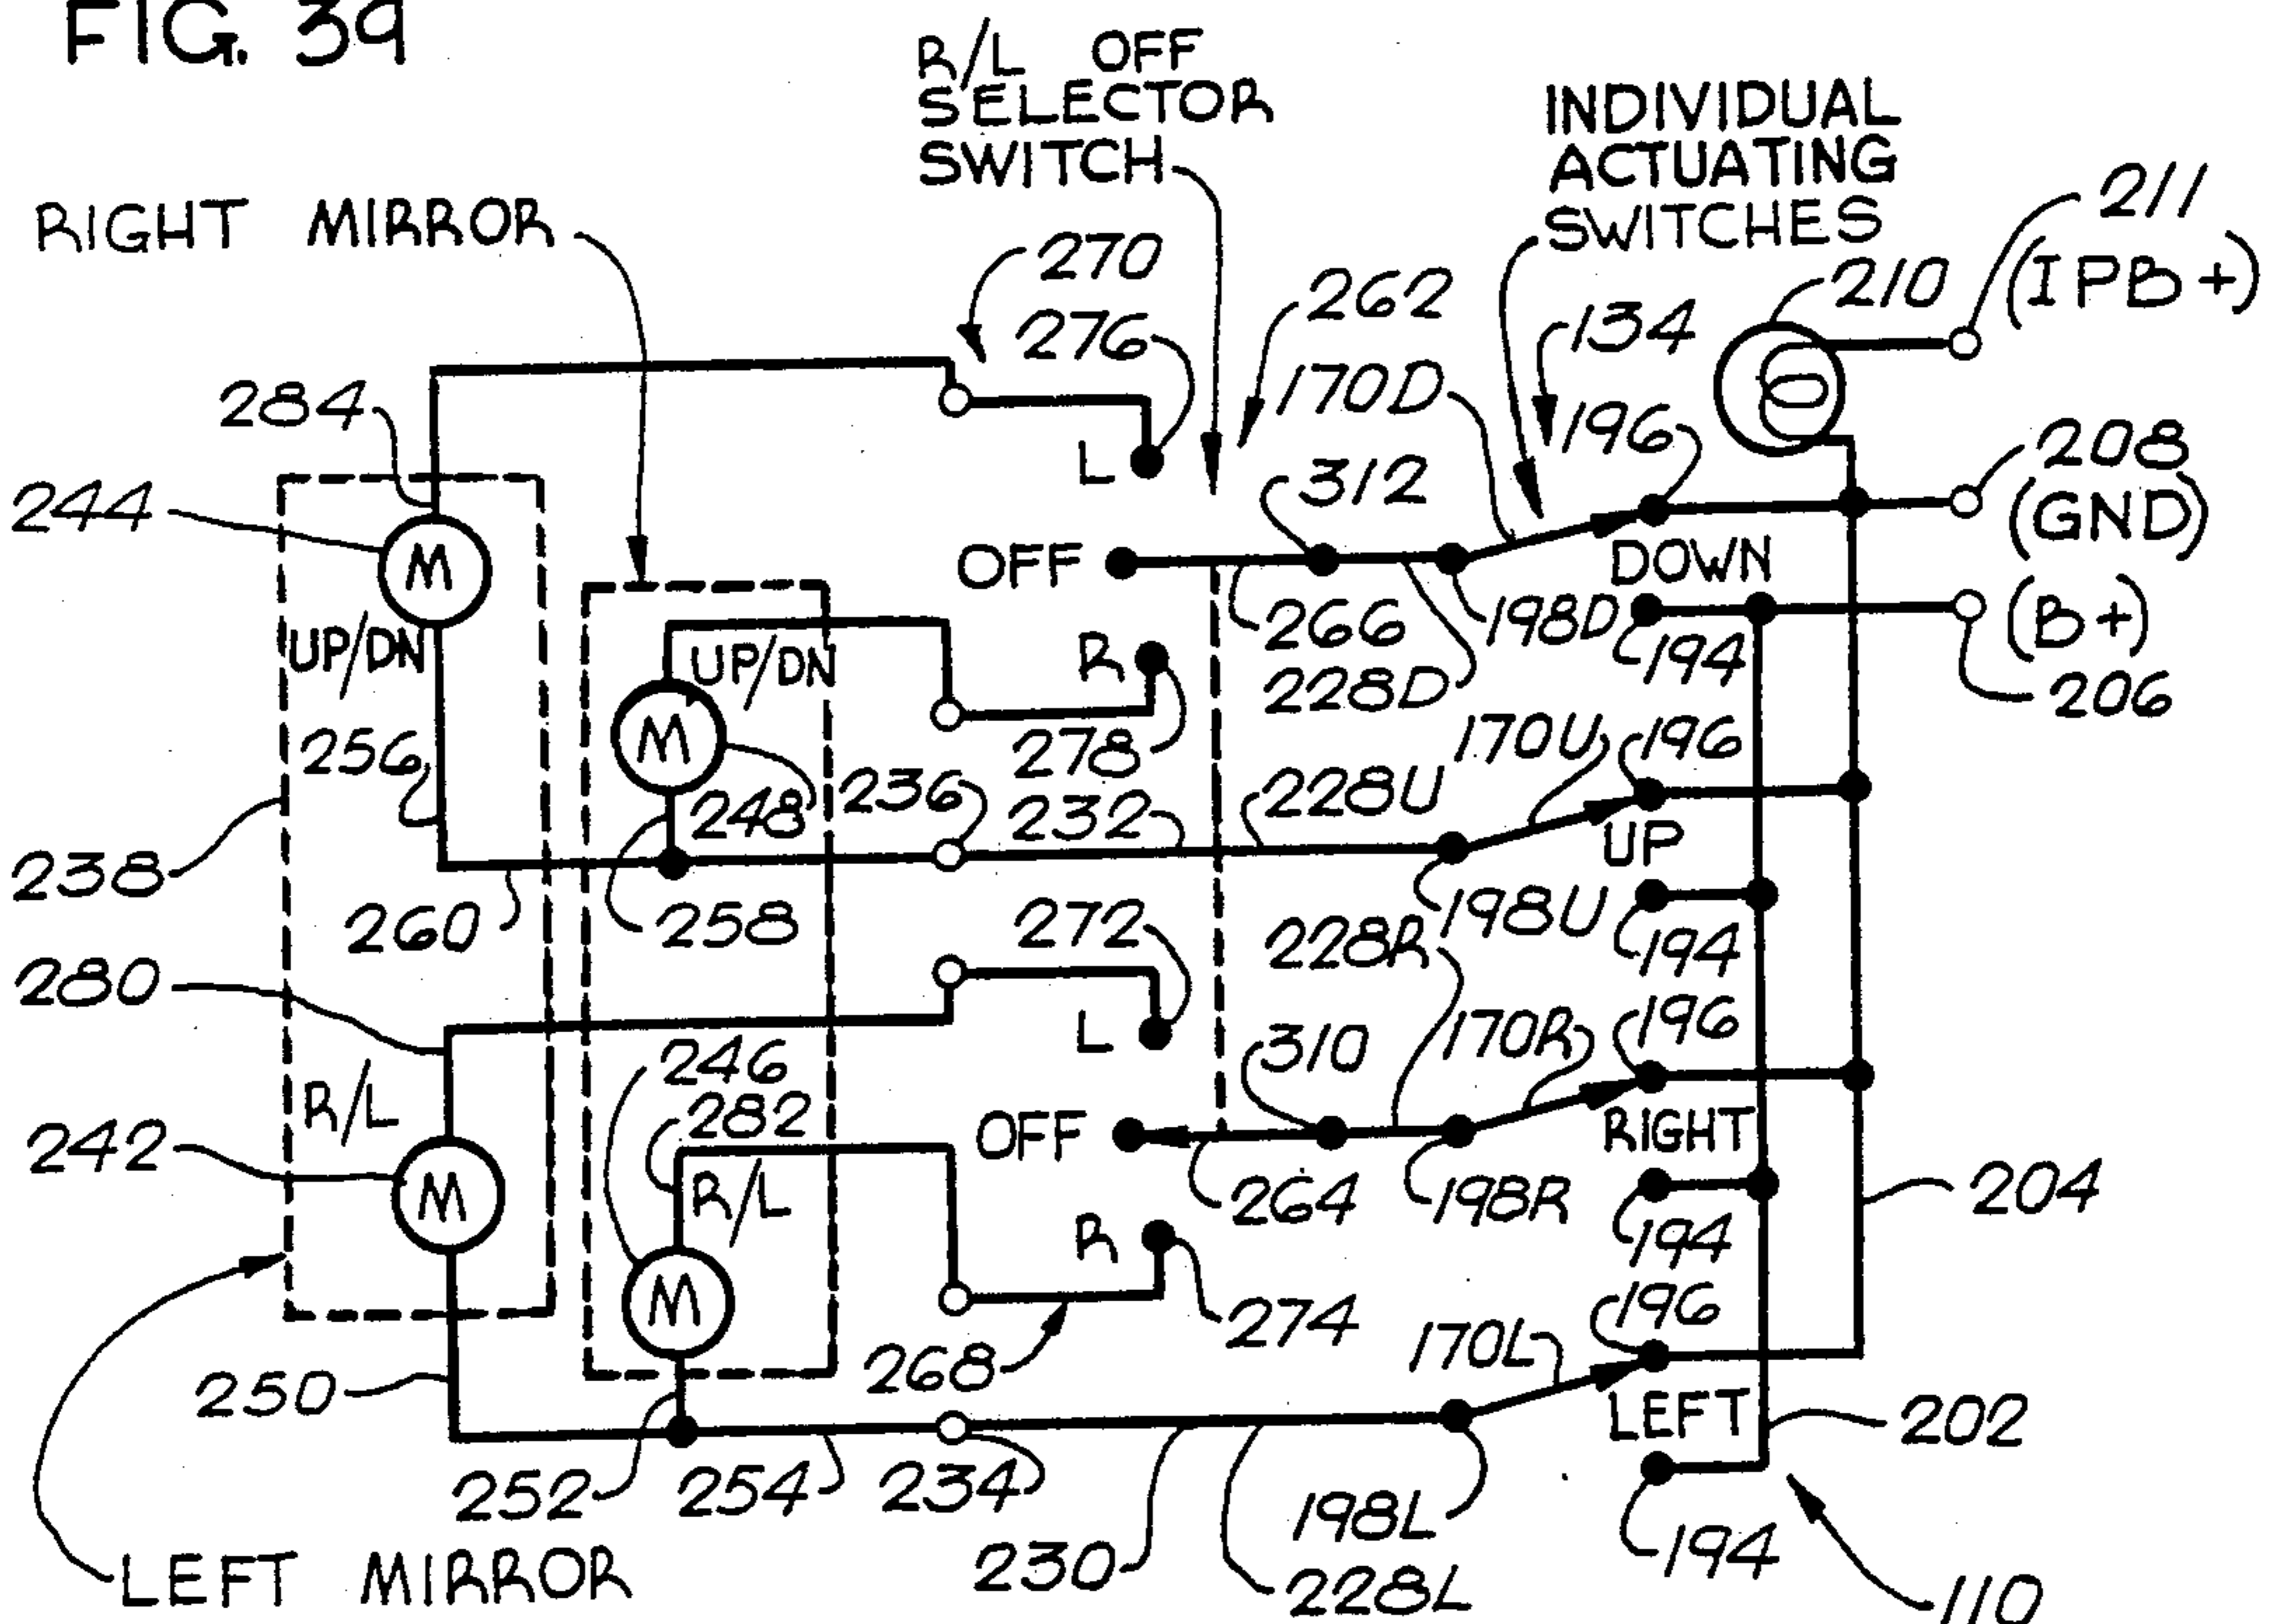 FIG. 39
R/L OFF
SELECTOR
SWITCH
INDIVIDUAL
ACTUATING
SWITCHES
RIGHT MIRROR
211
(IPB+)
270
276
262
134
210
170D
196
284
L
208
(GND)
244
312
OFF
DOWN
(B+)
206
UP/DN
UP/DN
R
266
198D
194
228D
256
278
170U
196
248
236
232
228U
UP
238
260
258
272
228R
198U
194
280
L
310
170R
196
246
282
R/L
R/L
OFF
RIGHT
242
264
198R
194
204
R
274
196
250
268
170L
LEFT
202
252
254
234
198L
194
LEFT MIRROR
230
228L
110
M
M
M
M